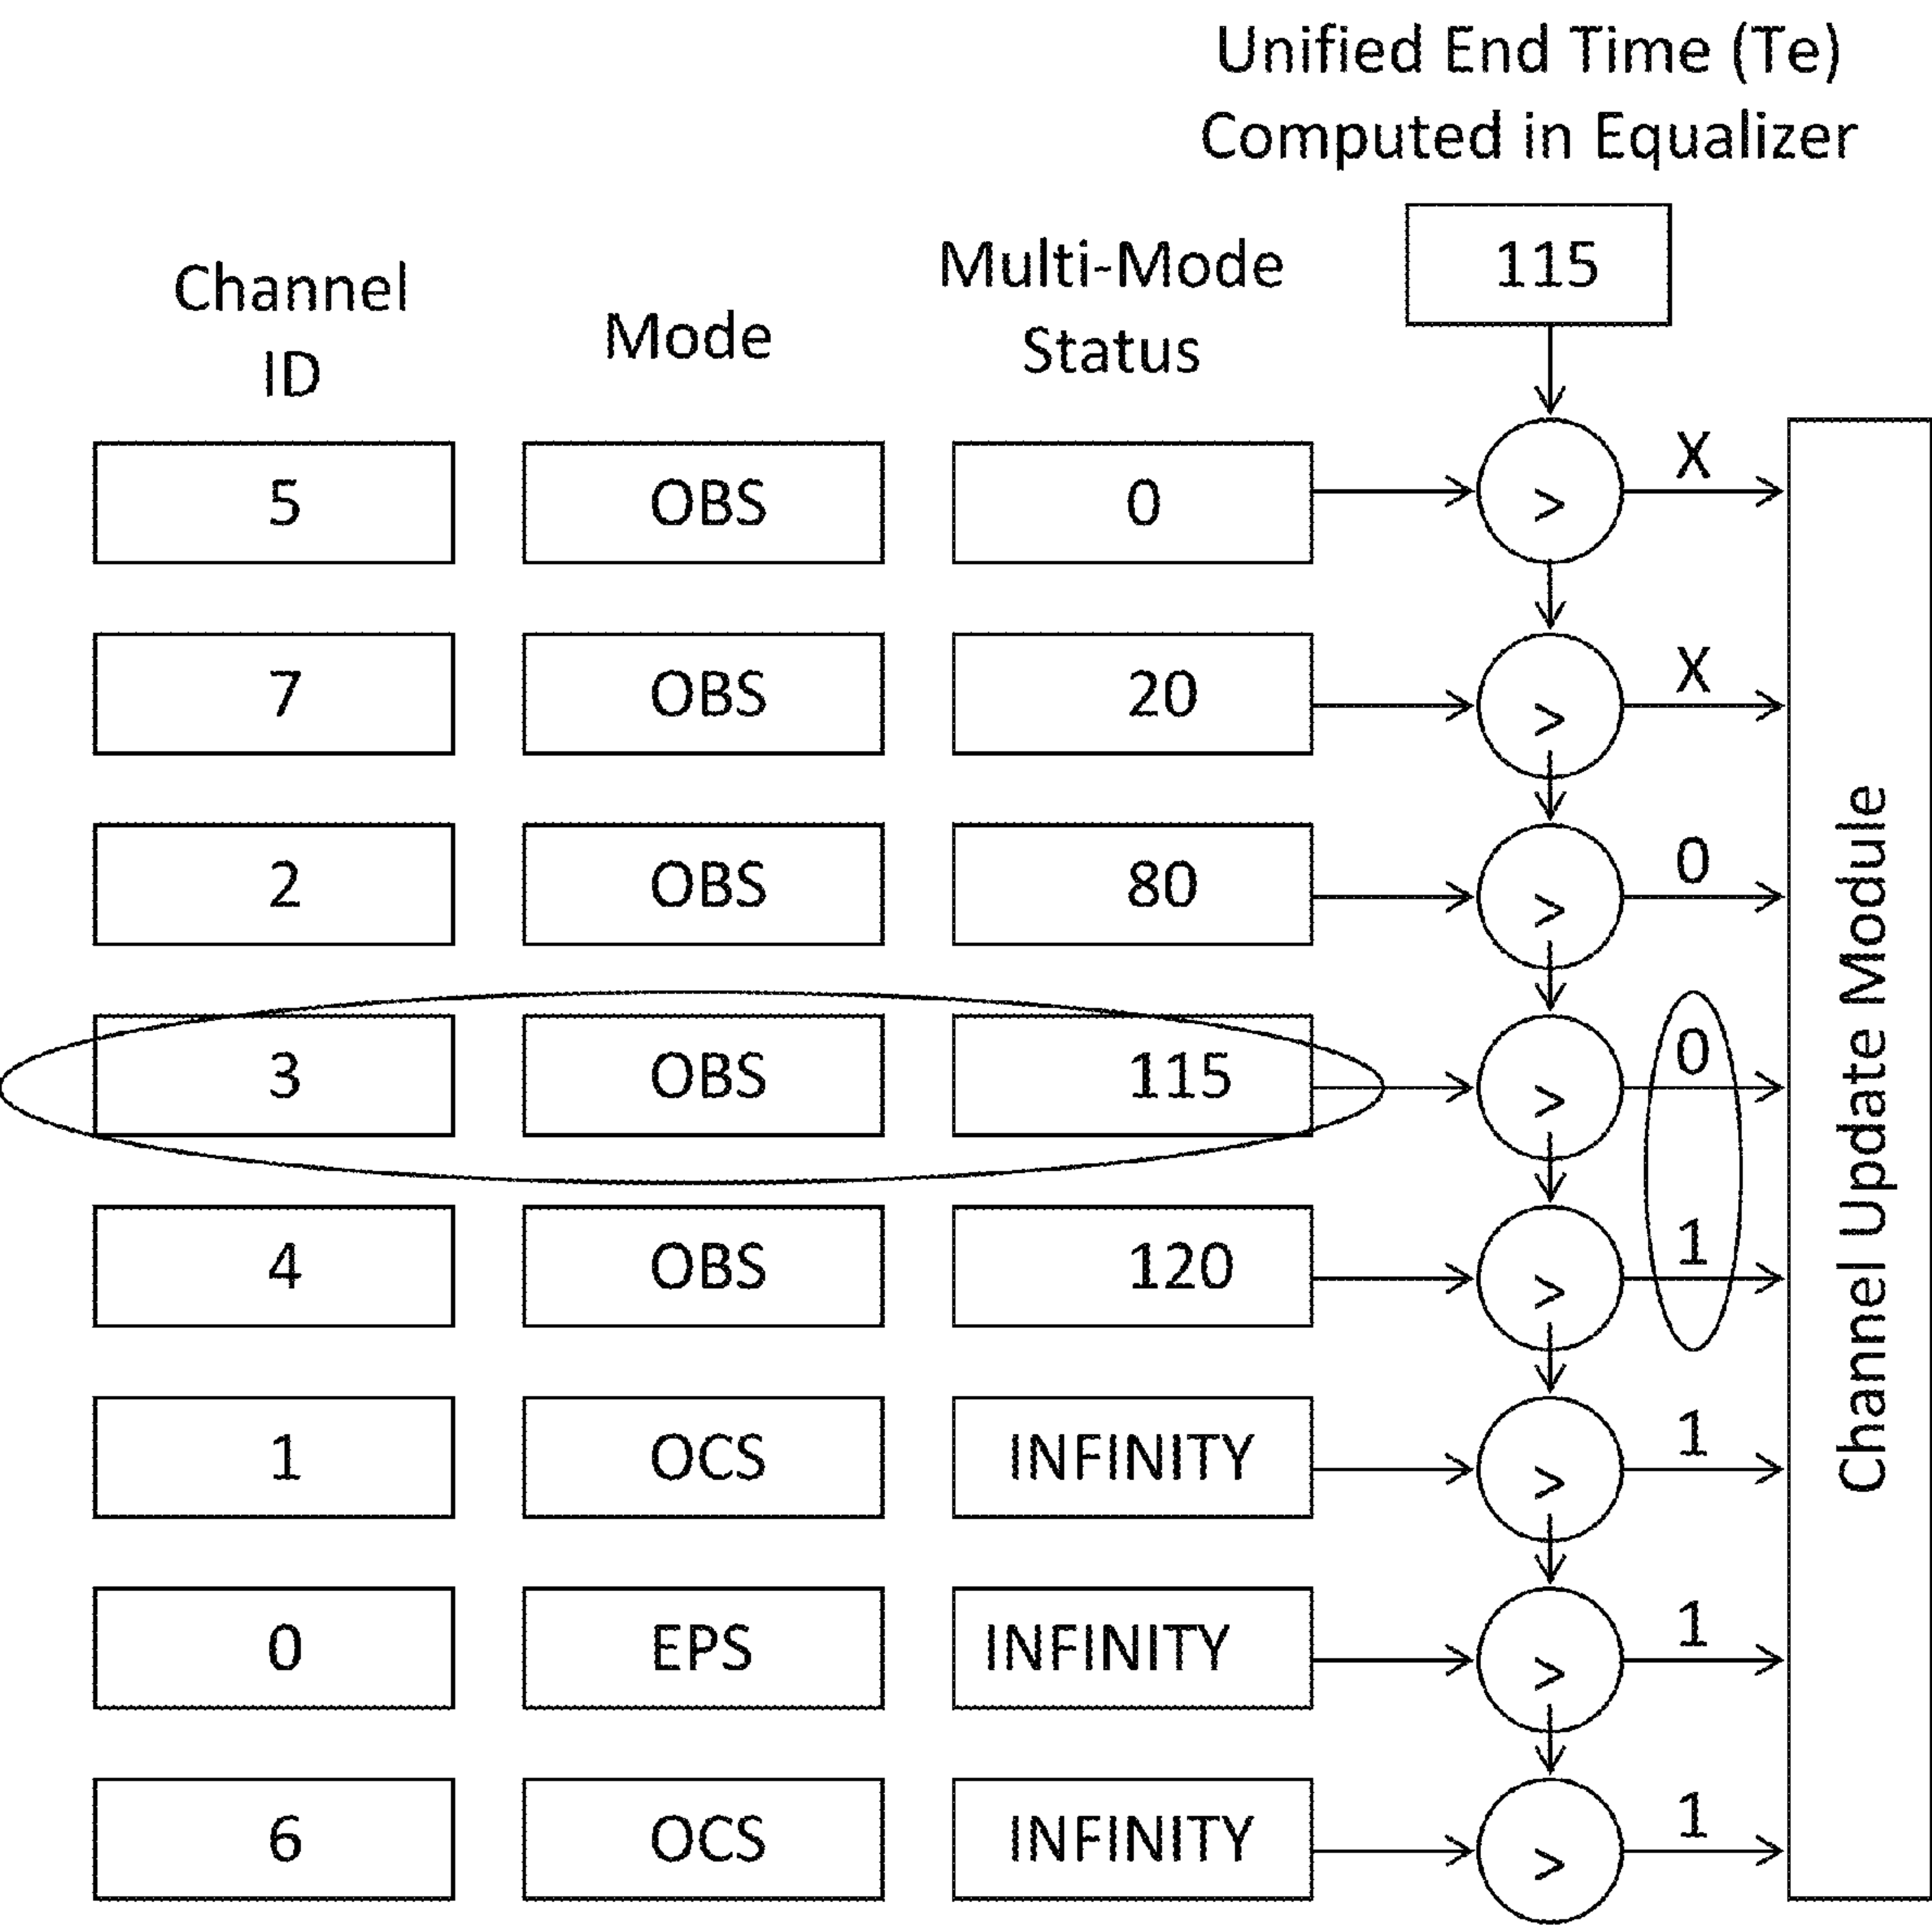 Unified End Time (Te)
Computed in Equalizer
115
Channel
ID
Mode
Multi-Mode
Status
5 OBS 0 > X
7 OBS 20 > X
2 OBS 80 > 0
3 OBS 115 > 0
4 OBS 120 > 1
1 OCS INFINITY > 1
0 EPS INFINITY > 1
6 OCS INFINITY > 1
Channel Update Module